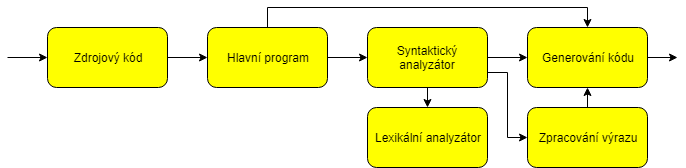 Zdrojový kód
Hlavní program
Syntaktický
analyzátor
Generování kódu
Lexikální analyzátor
Zpracování výrazu